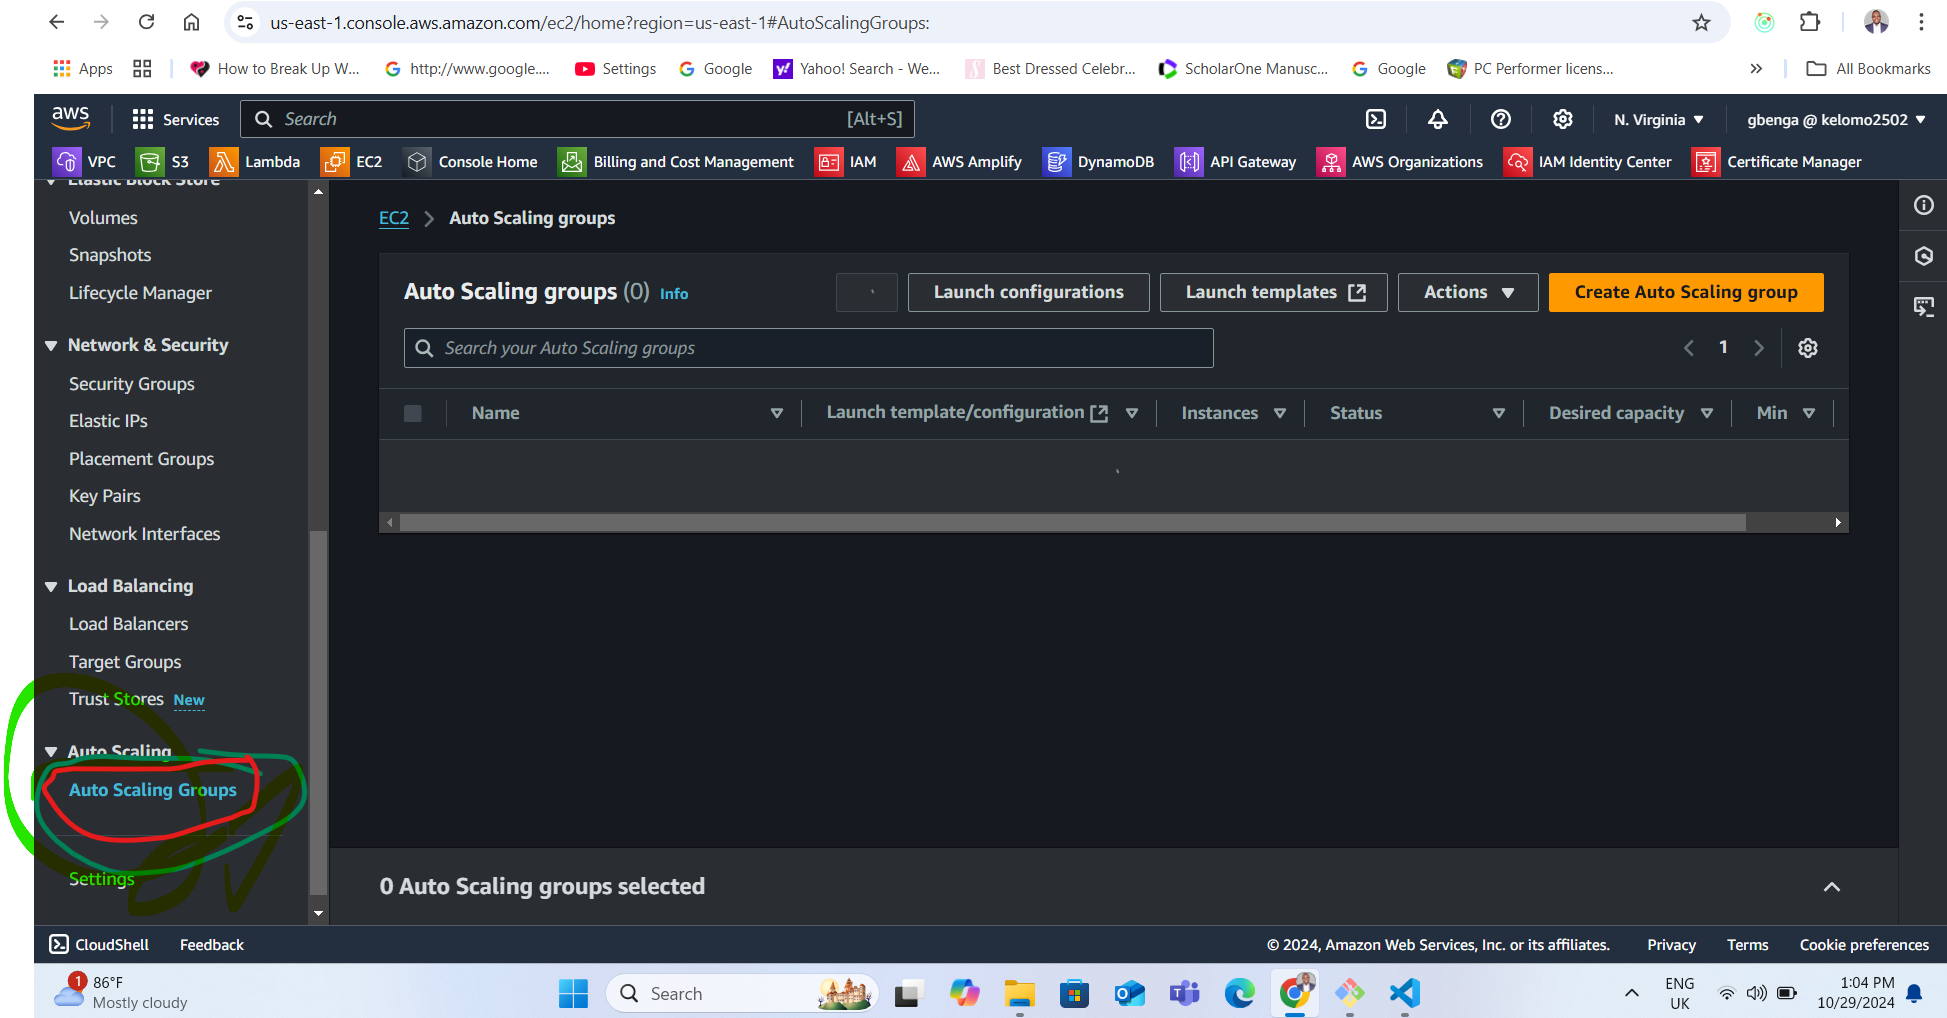 us-east-1.console.aws.amazon.com/ec2/home?region=us-east-1#AutoScalingGroups:
Apps How to Break Up W... http://www.google.... Settings Google Yahoo! Search - We... Best Dressed Celebr... ScholarOne Manusc... Google PC Performer licens... All Bookmarks
aws Services Search [Alt+S] N. Virginia gbenga @ kelomo2502
VPC S3 Lambda EC2 Console Home Billing and Cost Management IAM AWS Amplify DynamoDB API Gateway AWS Organizations IAM Identity Center Certificate Manager
Elastic Block Store
Volumes
Snapshots
Lifecycle Manager
Network & Security
Security Groups
Elastic IPs
Placement Groups
Key Pairs
Network Interfaces
Load Balancing
Load Balancers
Target Groups
Trust Stores New
Auto Scaling
Auto Scaling Groups
Settings
EC2 Auto Scaling groups
Auto Scaling groups (0) Info Launch configurations Launch templates Actions Create Auto Scaling group
Search your Auto Scaling groups 1
Name Launch template/configuration Instances Status Desired capacity Min
0 Auto Scaling groups selected
CloudShell Feedback © 2024, Amazon Web Services, Inc. or its affiliates. Privacy Terms Cookie preferences
1 86°F
Mostly cloudy
Search
ENG
UK
1:04 PM
10/29/2024